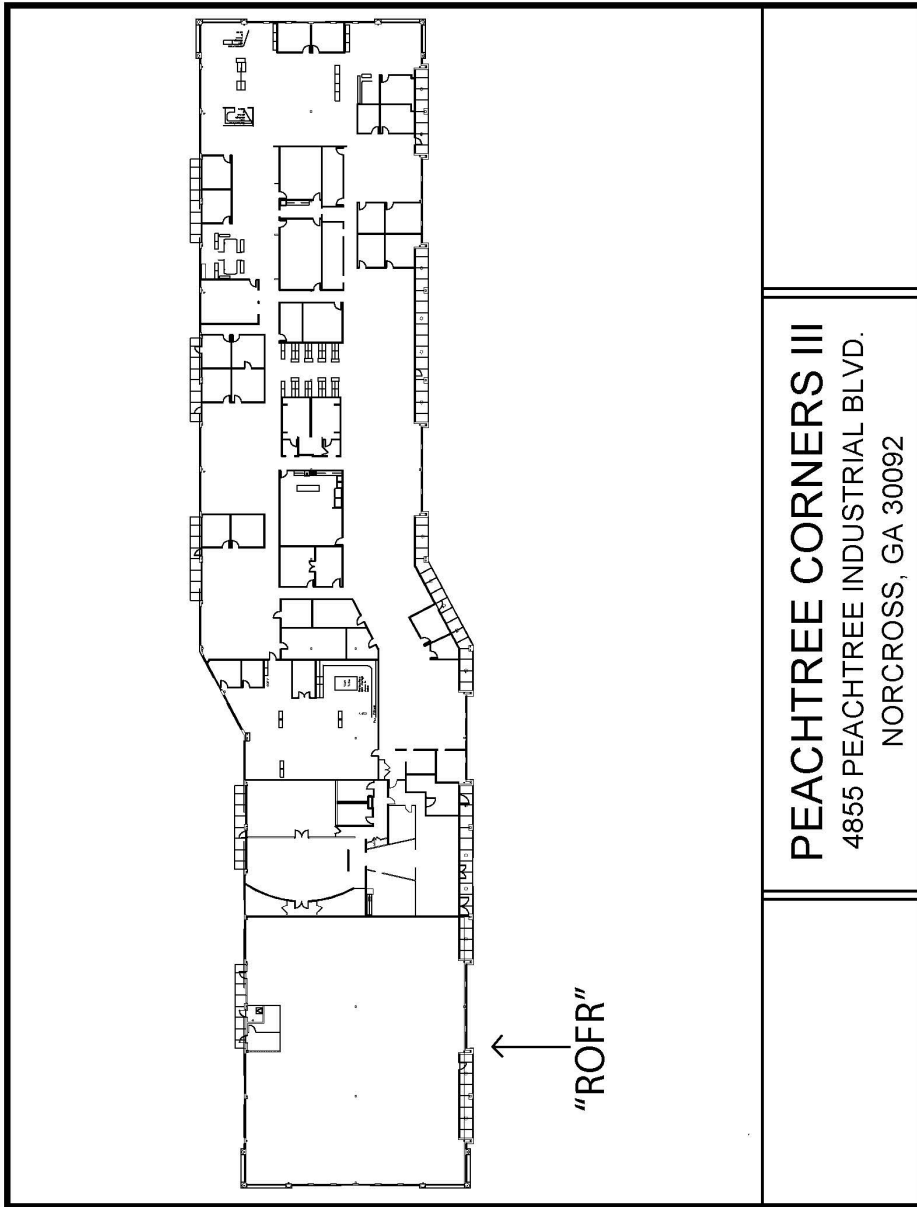 "ROFR"
PEACHTREE CORNERS III
4855 PEACHTREE INDUSTRIAL BLVD.
NORCROSS, GA 30092